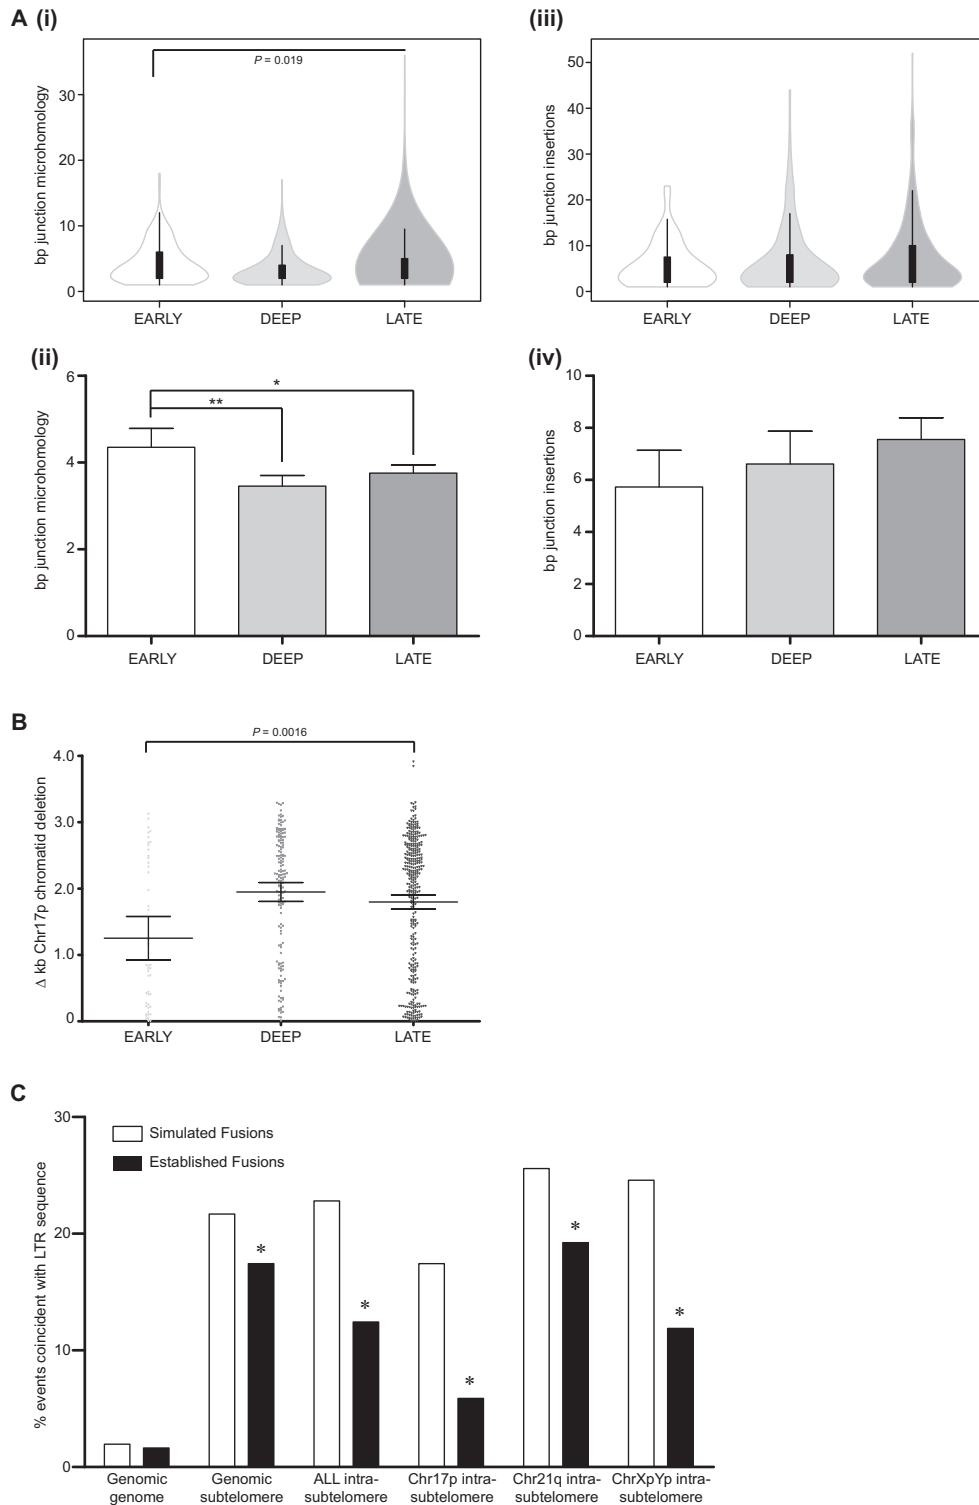 A (i)
P = 0.019
bp junction microhomology
30
20
10
0
EARLY DEEP LATE
(iii)
bp junction insertions
50
40
30
20
10
0
EARLY DEEP LATE
(ii)
bp junction microhomology
6
4
2
0
*
**
EARLY DEEP LATE
(iv)
bp junction insertions
10
8
6
4
2
0
EARLY DEEP LATE
B
P = 0.0016
Δ kb Chr17p chromatid deletion
4.0
3.0
2.0
1.0
0
EARLY DEEP LATE
C
% events coincident with LTR sequence
30
20
10
0
Simulated Fusions
Established Fusions
* * * * *
Genomic genome
Genomic subtelomere
ALL intra-
subtelomere
Chr17p intra-
subtelomere
Chr21q intra-
subtelomere
ChrXpYp intra-
subtelomere